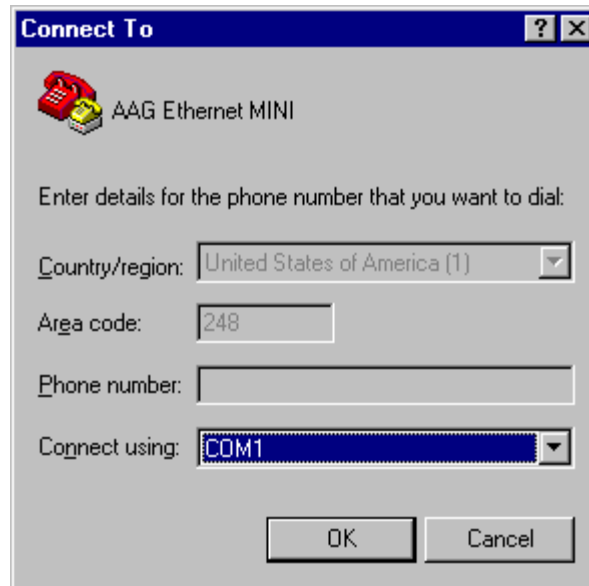 Connect To
AAG Ethernet MINI
Enter details for the phone number that you want to dial:
Country/region: United States of America (1)
Area code: 248
Phone number:
Connect using: COM1
OK Cancel